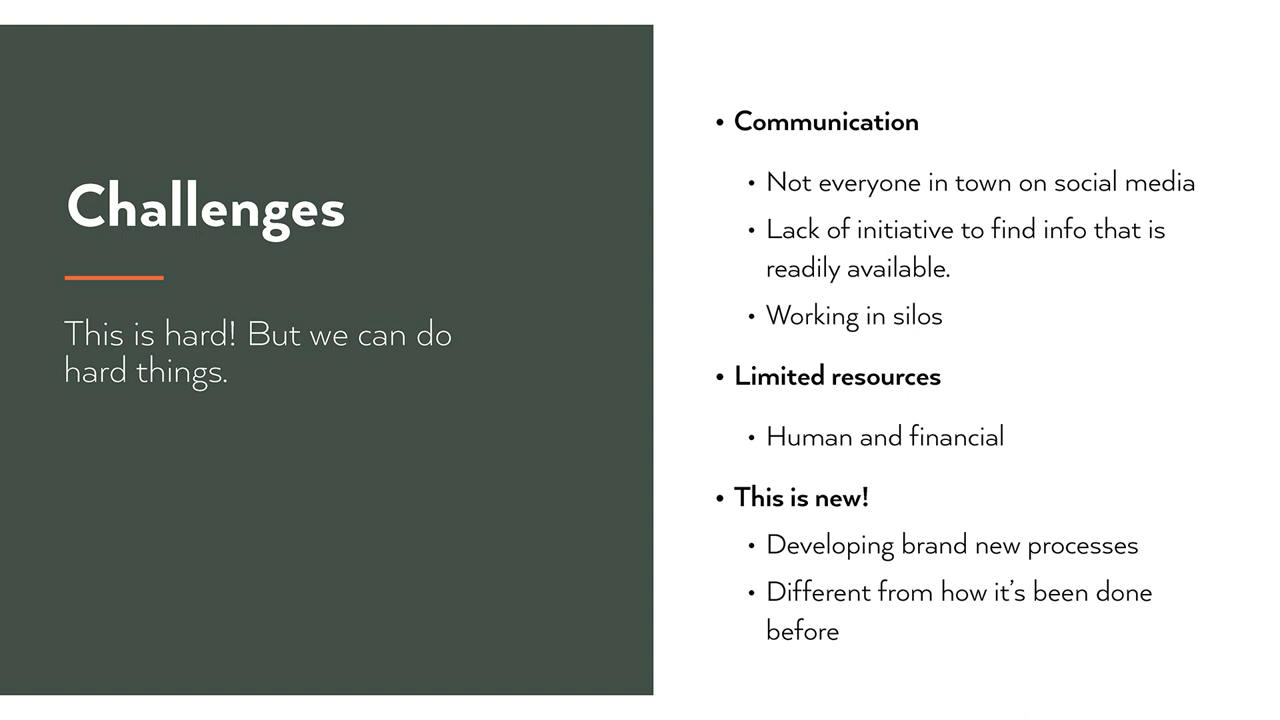 Challenges
This is hard! But we can do
hard things.
• Communication
• Not everyone in town on social media
• Lack of initiative to find info that is
readily available.
• Working in silos
• Limited resources
• Human and financial
• This is new!
• Developing brand new processes
• Different from how it’s been done
before